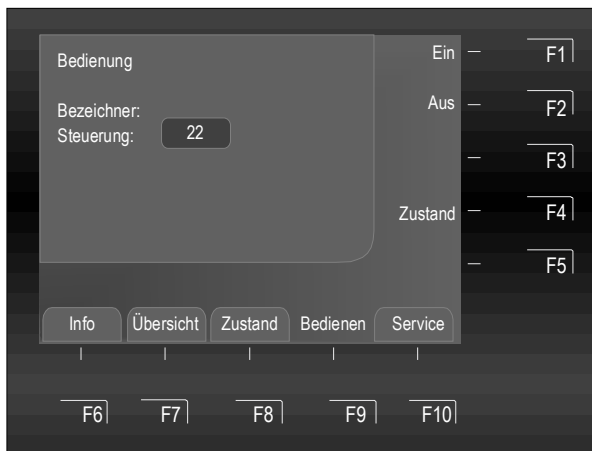 Bedienung
Bezeichner:
Steuerung: 22
Ein – F1
Aus – F2
– F3
Zustand – F4
– F5
Info Übersicht Zustand Bedienen Service
F6 F7 F8 F9 F10